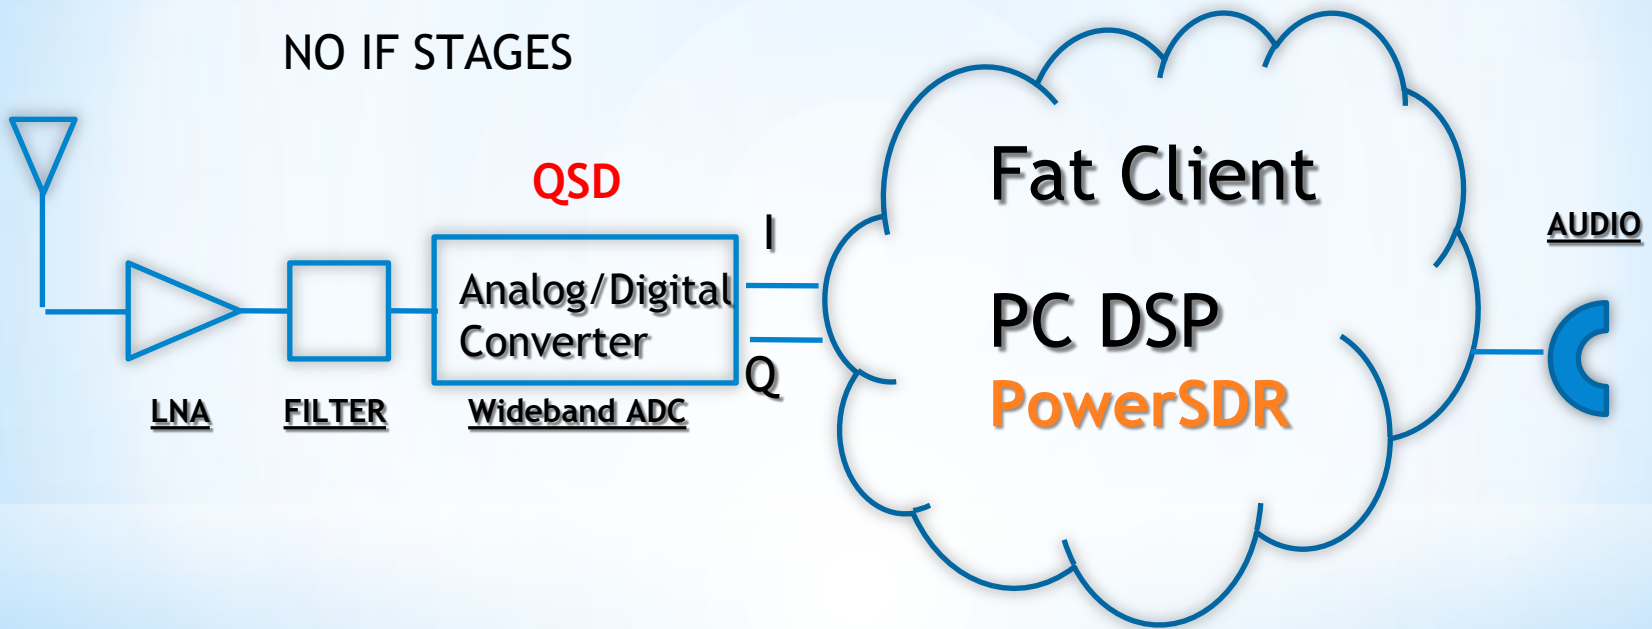 NO IF STAGES
QSD
I
Analog/Digital
Converter
Q
LNA
FILTER
Wideband ADC
Fat Client
PC DSP
PowerSDR
AUDIO